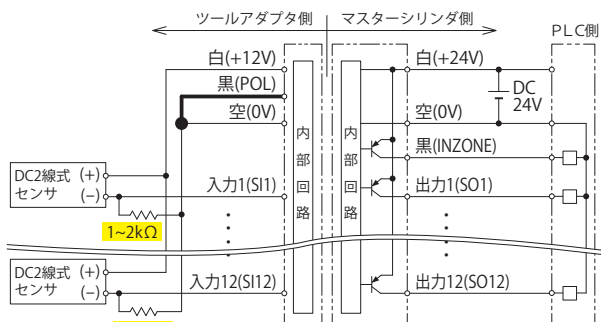 ツールアダプタ側
マスターシリンダ側
PLC側
白(+12V)
黒(POL)
空(0V)
白(+24V)
DC
24V
空(0V)
黒(INZONE)
内部回路
内部回路
DC2線式 (+)
センサ (−)
入力1(SI1)
出力1(SO1)
1~2kΩ
DC2線式 (+)
センサ (−)
入力12(SI12)
出力12(SO12)